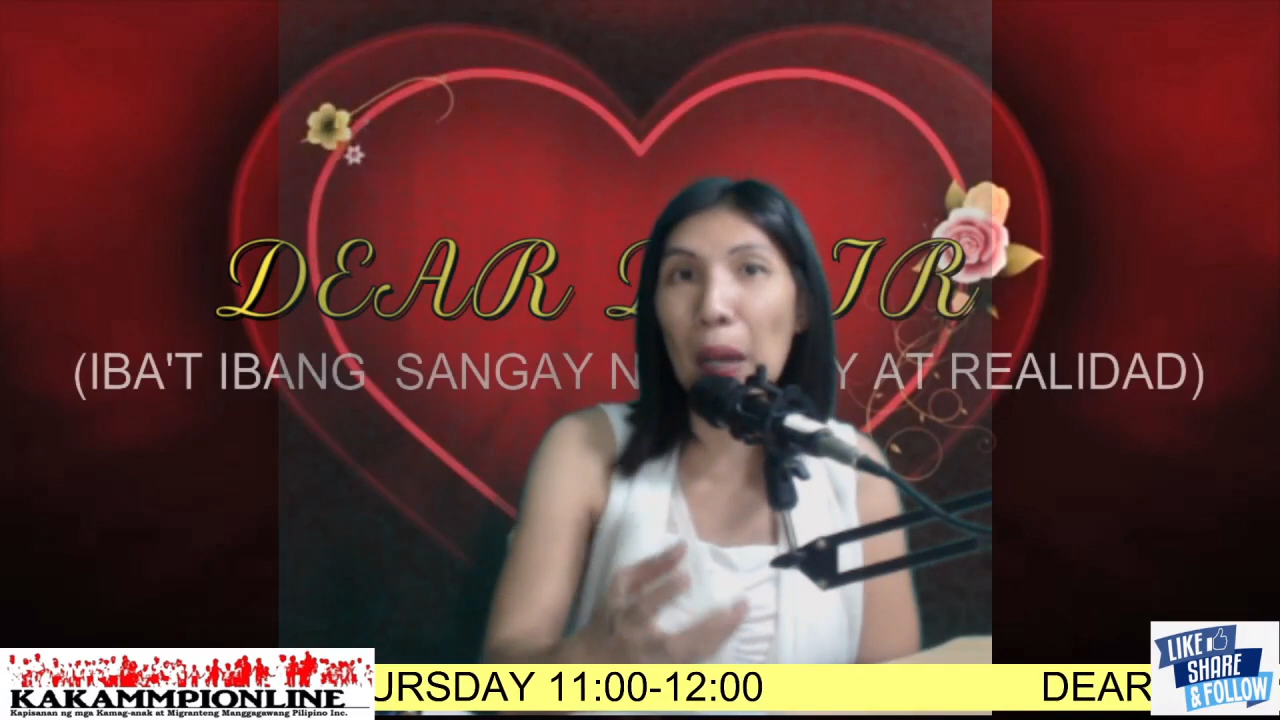 DEAR
(IBA'T IBANG SANGAY AT REALIDAD)
KAKAMMPIONLINE
Kapisanan ng mga Kamag-anak at Migranteng Manggagawang Pilipino Inc.
URSDAY 11:00-12:00 DEAR
LIKE
SHARE
& FOLLOW